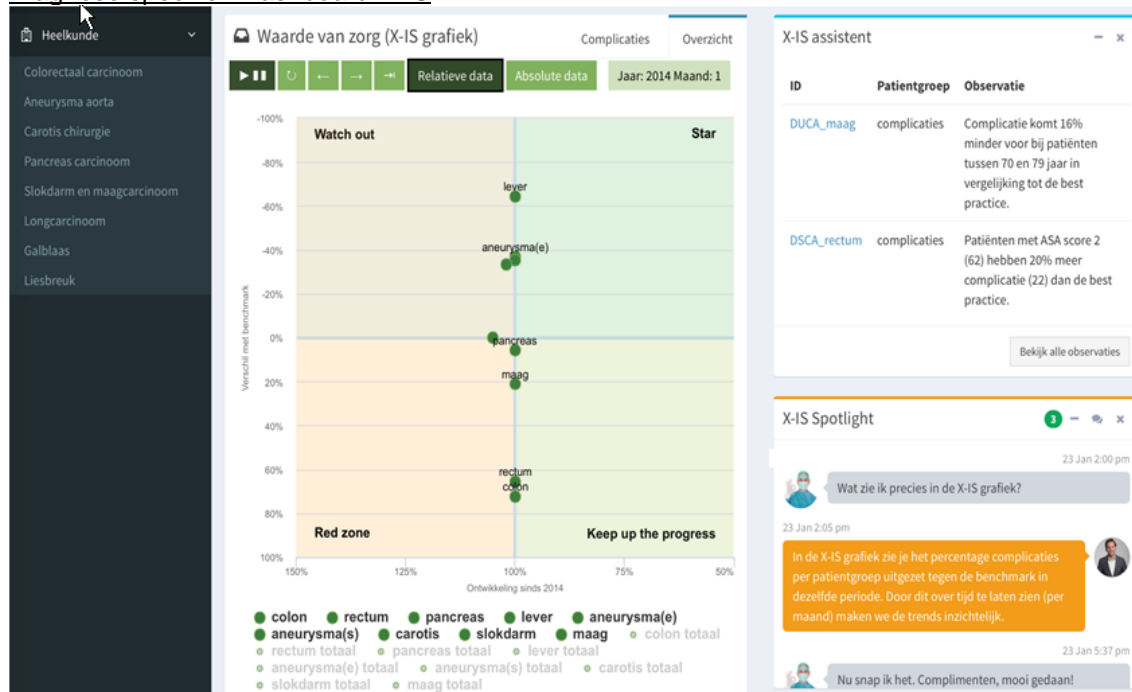 Heelkunde
Colorectaal carcinoom
Aneurysma aorta
Carotis chirurgie
Pancreas carcinoom
Slokdarm en maagcarcinoom
Longcarcinoom
Galblaas
Liesbreuk
Waarde van zorg (X-IS grafiek)
Complicaties
Overzicht
Relatieve data
Absolute data
Jaar: 2014 Maand: 1
Verschil met benchmark
-100%
-80%
-60%
-40%
-20%
0%
20%
40%
60%
80%
100%
Watch out
Star
lever
aneurysma(e)
pancreas
maag
rectum
colon
Red zone
Keep up the progress
150%
125%
100%
75%
50%
Ontwikkeling sinds 2014
colon rectum pancreas lever aneurysma(e)
aneurysma(s) carotis slokdarm maag colon totaal
rectum totaal pancreas totaal lever totaal
aneurysma(e) totaal aneurysma(s) totaal carotis totaal
slokdarm totaal maag totaal
X-IS assistent
ID Patientgroep Observatie
DUCA_maag complicaties Complicatie komt 16%
minder voor bij patiënten
tussen 70 en 79 jaar in
vergelijking tot de best
practice.
DSCA_rectum complicaties Patiënten met ASA score 2
(62) hebben 20% meer
complicatie (22) dan de best
practice.
Bekijk alle observaties
X-IS Spotlight
3
23 Jan 2:00 pm
Wat zie ik precies in de X-IS grafiek?
23 Jan 2:05 pm
In de X-IS grafiek zie je het percentage complicaties
per patientgroep uitgezet tegen de benchmark in
dezelfde periode. Door dit over tijd te laten zien (per
maand) maken we de trends inzichtelijk.
23 Jan 5:37 pm
Nu snap ik het. Complimenten, mooi gedaan!